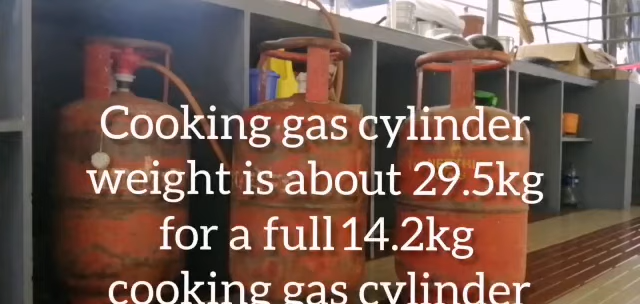 Cooking gas cylinder
weight is about 29.5kg
for a full 14.2kg
cooking gas cylinder